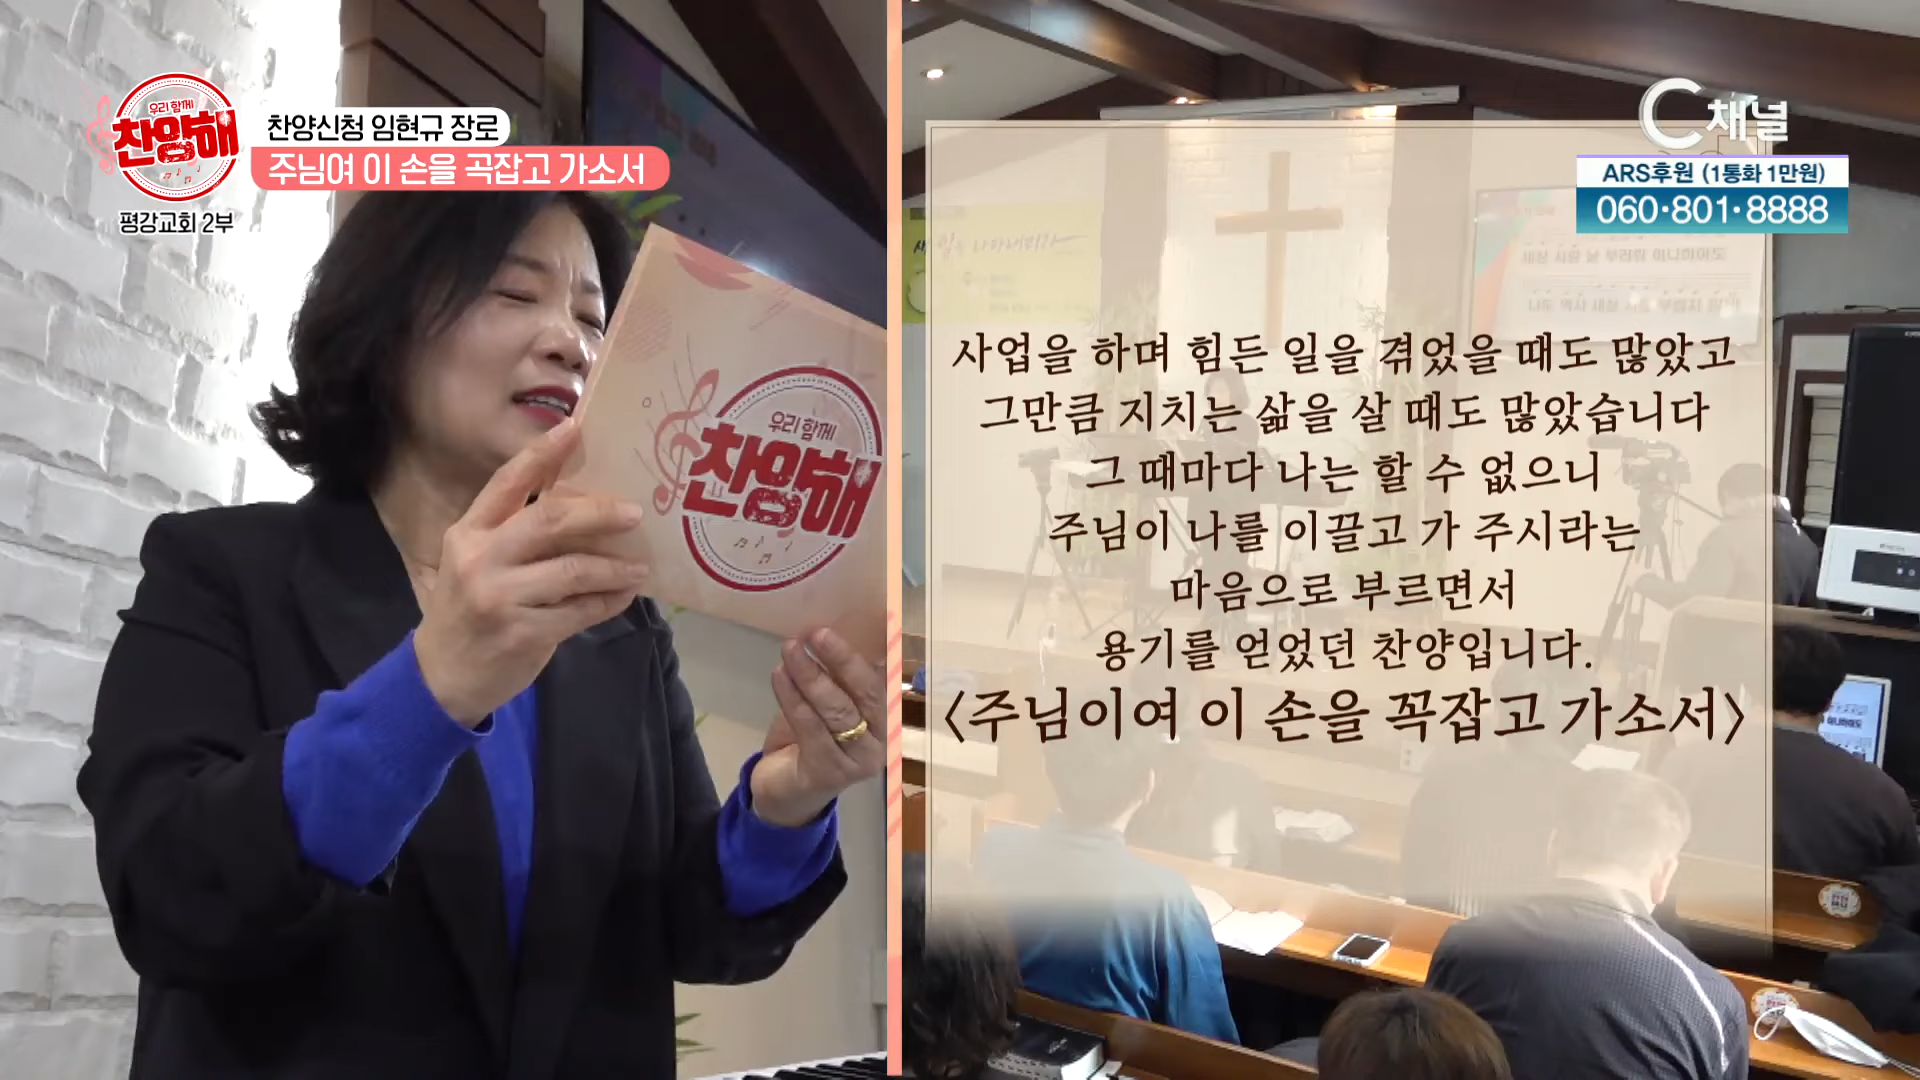 우리 함께
찬양해
찬양신청 임현규 장로
주님여 이 손을 곡잡고 가소서
평강교회 2부
C채널
ARS후원 (1통화 1만원)
060·801·8888
우리 함께
찬양해
사업을 하며 힘든 일을 겪었을 때도 많았고
그만큼 지치는 삶을 살 때도 많았습니다
그 때마다 나는 할 수 없으니
주님이 나를 이끌고 가 주시라는
마음으로 부르면서
용기를 얻었던 찬양입니다.
<주님이여 이 손을 꼭잡고 가소서>